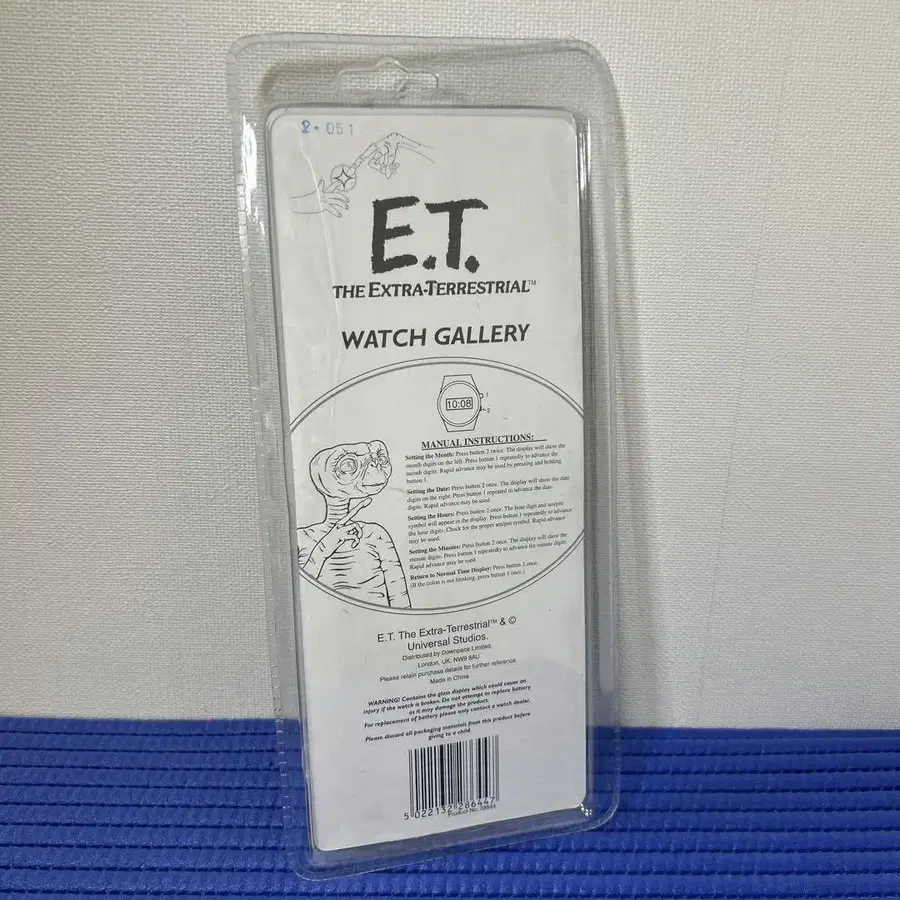 2. 051
E.T.
THE EXTRA-TERRESTRIAL™
WATCH GALLERY
10:08
1
2
MANUAL INSTRUCTIONS:
Setting the Month: Press button 2 twice. The display will show the
month digits on the left. Press button 1 repeatedly to advance the
month digits. Rapid advance may be used by pressing and holding
button 1
Setting the Date: Press button 2 once. The display will show the date
digits on the right. Press button 1 repeated to advance the date
digits. Rapid advance may be used
Setting the Hours: Press button 2 once. The hour digit and am/pm
symbol will appear in the display. Press button 1 repeatedly to advance
the hour digits. Check for the proper am/pm symbol. Rapid advance
may be used.
Setting the Minutes: Press button 2 once. The display will show the
minute digits. Press button 1 repeatedly to advance the minute digits.
Rapid advance may be used
Return to Normal Time Display: Press button 2 once.
(If the colon is not blinking, press button 1 once.)
E.T. The Extra-Terrestrial™ & ©
Universal Studios.
Distributed by Downpace Limited,
London, UK, NW9 8AU
Please retain purchase details for further reference
Made in China
WARNING! Contains the glass display which could cause an
injury if the watch is broken. Do not attempt to replace battery
as it may damage the product.
For replacement of battery please only contact a watch dealer.
Please discard all packaging materials from this product before
giving to a child.
5 022132 286447
Product No.